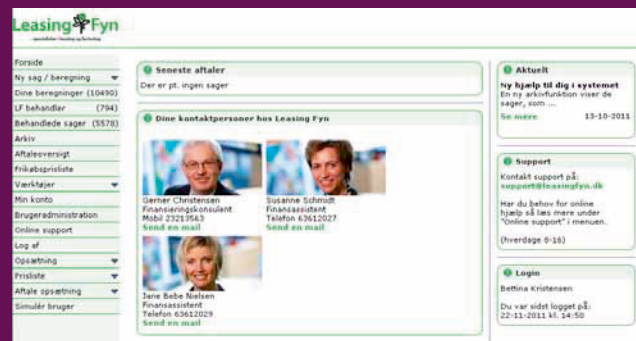 Leasing Fyn
Forside
Ny sag / beregning
Dine beregninger (10490)
LF behandler (794)
Behandlede sager (5578)
Arkiv
Aftaleoversigt
Frikøbsprisliste
Værktøjer
Min konto
Brugeradministration
Online support
Log af
Opsætning
Prisliste
Aftale opsætning
Simulér bruger
Seneste aftaler
Der er pt. ingen sager
Dine kontaktpersoner hos Leasing Fyn
Gerner Christensen
Finansieringskonsulent
Mobil 23213563
Send en mail
Susanne Schmidt
Finansassistent
Telefon 63612027
Send en mail
Jane Bebe Nielsen
Finansassistent
Telefon 63612029
Send en mail
Aktuelt
Ny hjælp til dig i systemet
En ny arkivfunktion viser de
sager, som ...
Se mere 13-10-2011
Support
Kontakt support på:
support@leasingfyn.dk
Har du behov for online
hjælp så læs mere under
"Online support" i menuen.
(hverdage 8-16)
Login
Bettina Kristensen
Du var sidst logget på:
22-11-2011 kl. 14:50